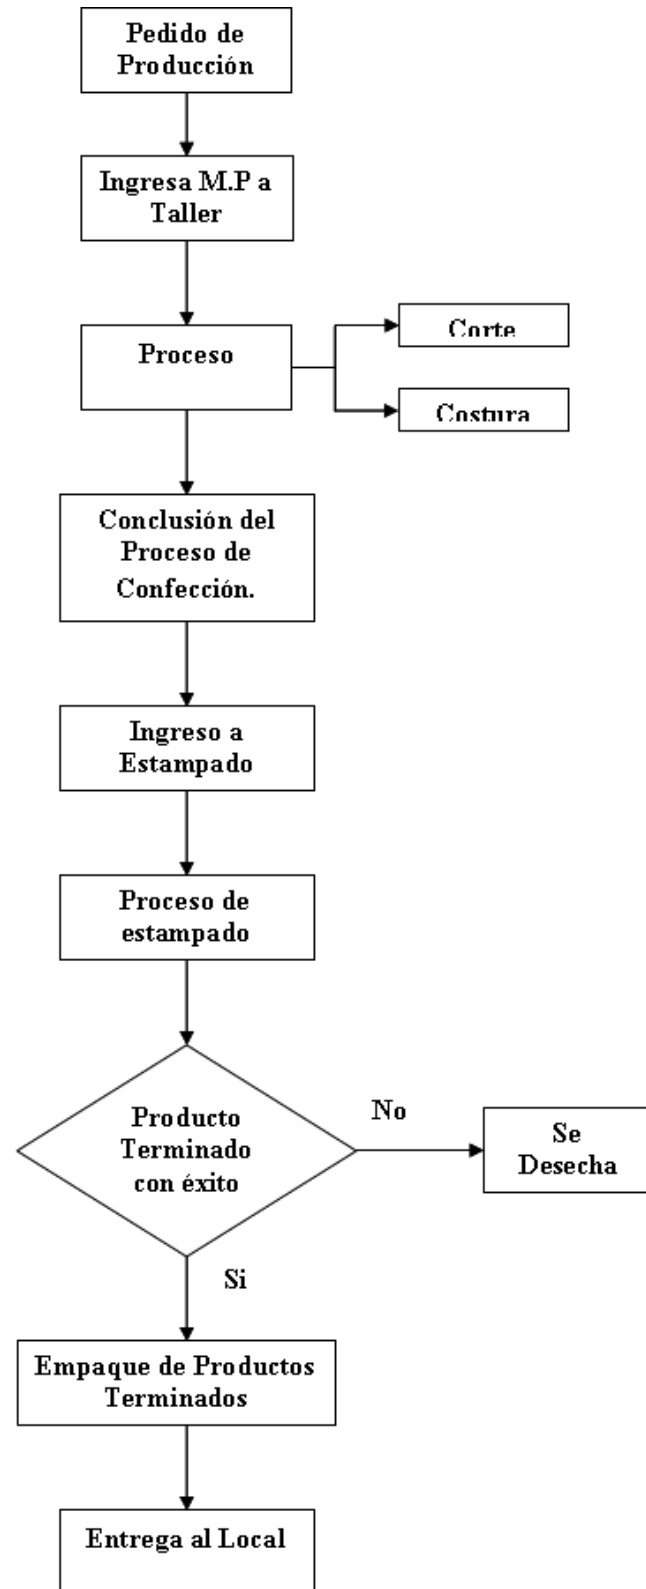 Pedido de
Producción
Ingresa M.P a
Taller
Proceso
Corte
Costura
Conclusión del
Proceso de
Confección.
Ingreso a
Estampado
Proceso de
estampado
Producto
Terminado
con éxito
No
Se
Desecha
Si
Empaque de Productos
Terminados
Entrega al Local